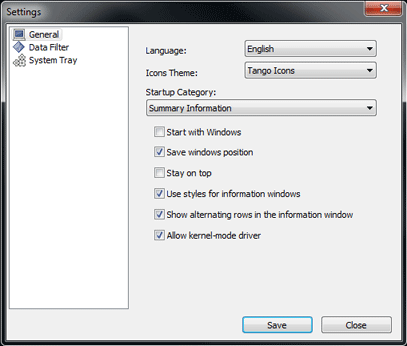 Settings
General
Data Filter
System Tray
Language: English
Icons Theme: Tango Icons
Startup Category:
Summary Information
Start with Windows
Save windows position
Stay on top
Use styles for information windows
Show alternating rows in the information window
Allow kernel-mode driver
Save Close